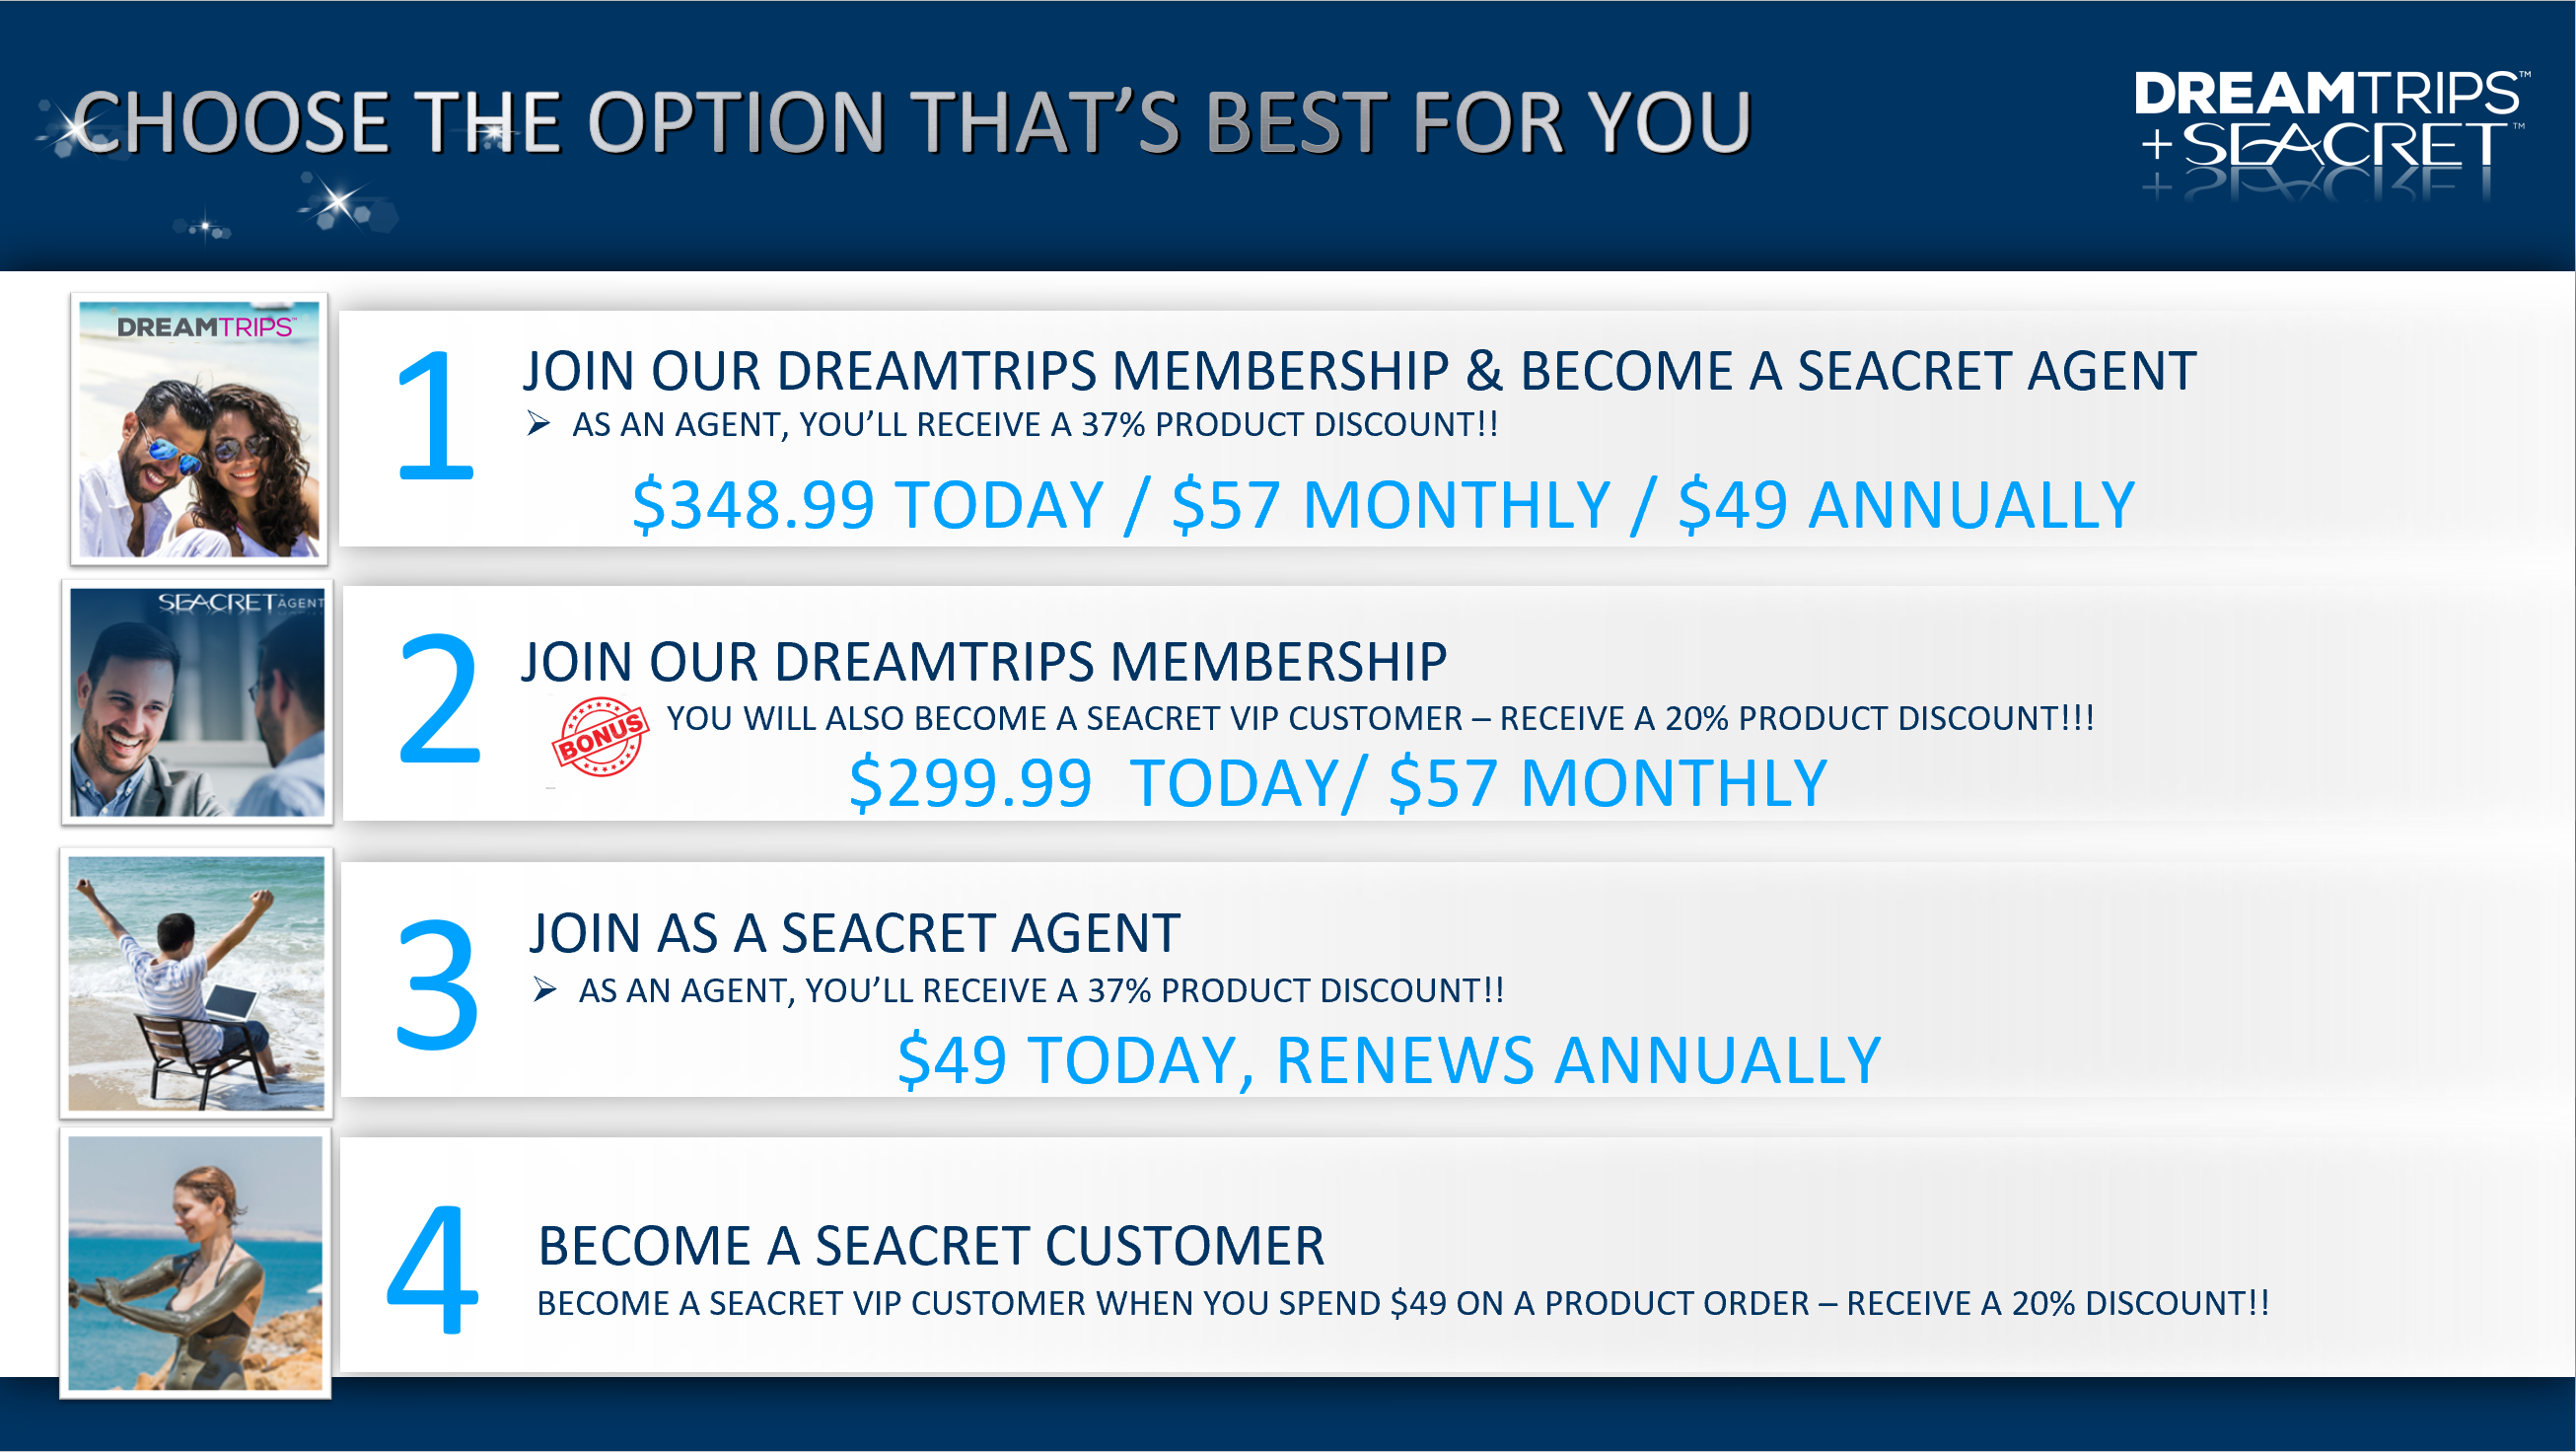 CHOOSE THE OPTION THAT’S BEST FOR YOU
DREAMTRIPS™
+ SEACRET™
DREAMTRIPS™
1
JOIN OUR DREAMTRIPS MEMBERSHIP & BECOME A SEACRET AGENT
➢ AS AN AGENT, YOU’LL RECEIVE A 37% PRODUCT DISCOUNT!!
$348.99 TODAY / $57 MONTHLY / $49 ANNUALLY
SEACRET AGENT
2
JOIN OUR DREAMTRIPS MEMBERSHIP
BONUS
YOU WILL ALSO BECOME A SEACRET VIP CUSTOMER – RECEIVE A 20% PRODUCT DISCOUNT!!!
$299.99 TODAY/ $57 MONTHLY
3
JOIN AS A SEACRET AGENT
➢ AS AN AGENT, YOU’LL RECEIVE A 37% PRODUCT DISCOUNT!!
$49 TODAY, RENEWS ANNUALLY
4
BECOME A SEACRET CUSTOMER
BECOME A SEACRET VIP CUSTOMER WHEN YOU SPEND $49 ON A PRODUCT ORDER – RECEIVE A 20% DISCOUNT!!